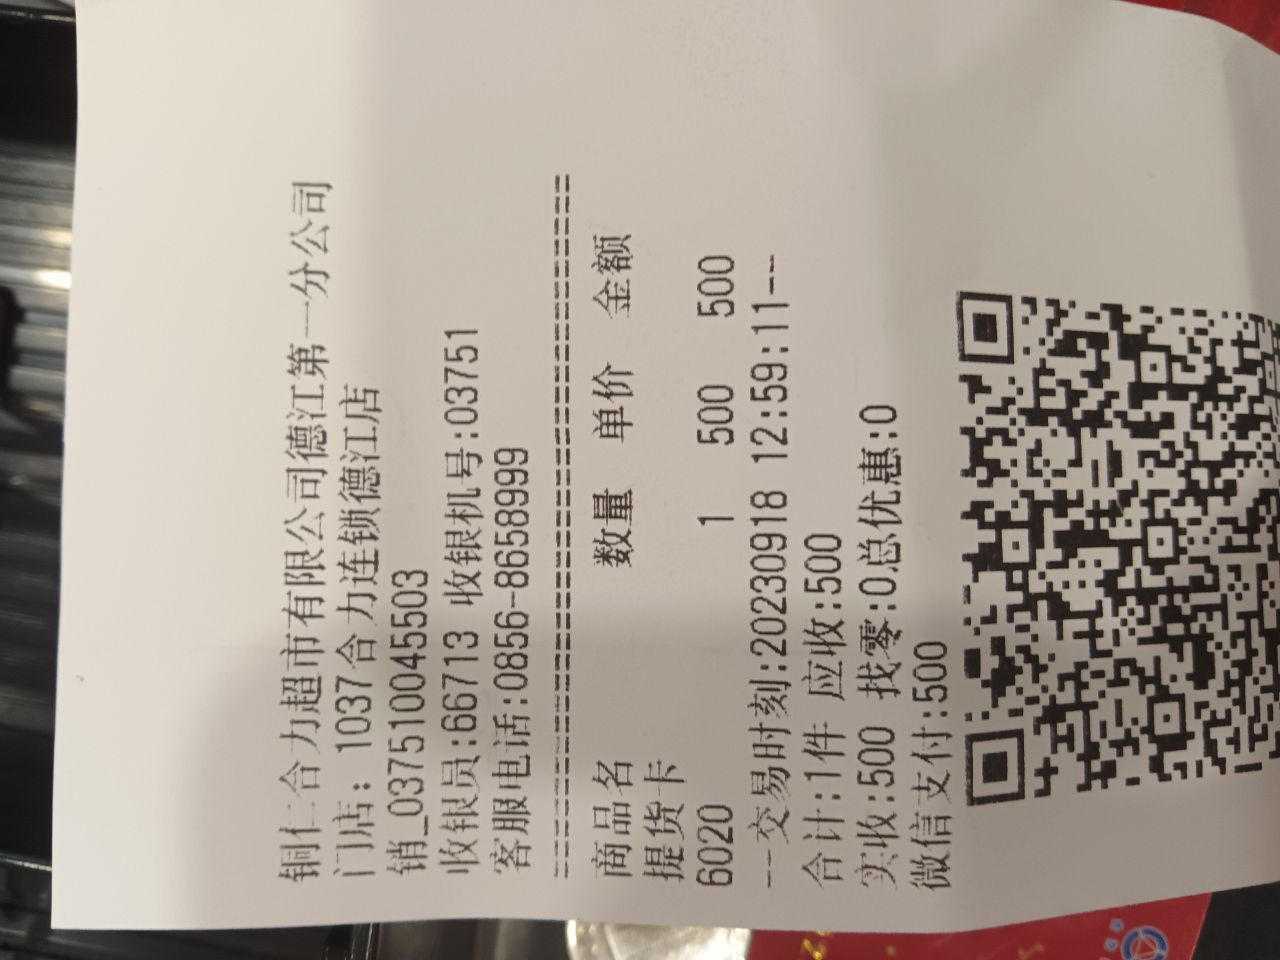 铜仁合力超市有限公司德江第一分公司
门店：1037合力连锁德江店
销_0375100045503
收银员:66713 收银机号:03751
客服电话:0856-8658999
========================================
商品名 数量 单价 金额
提货卡
6020 1 500 500
--交易时刻:20230918 12:59:11--
合计:1件 应收:500
实收:500 找零:0总优惠:0
微信支付:500